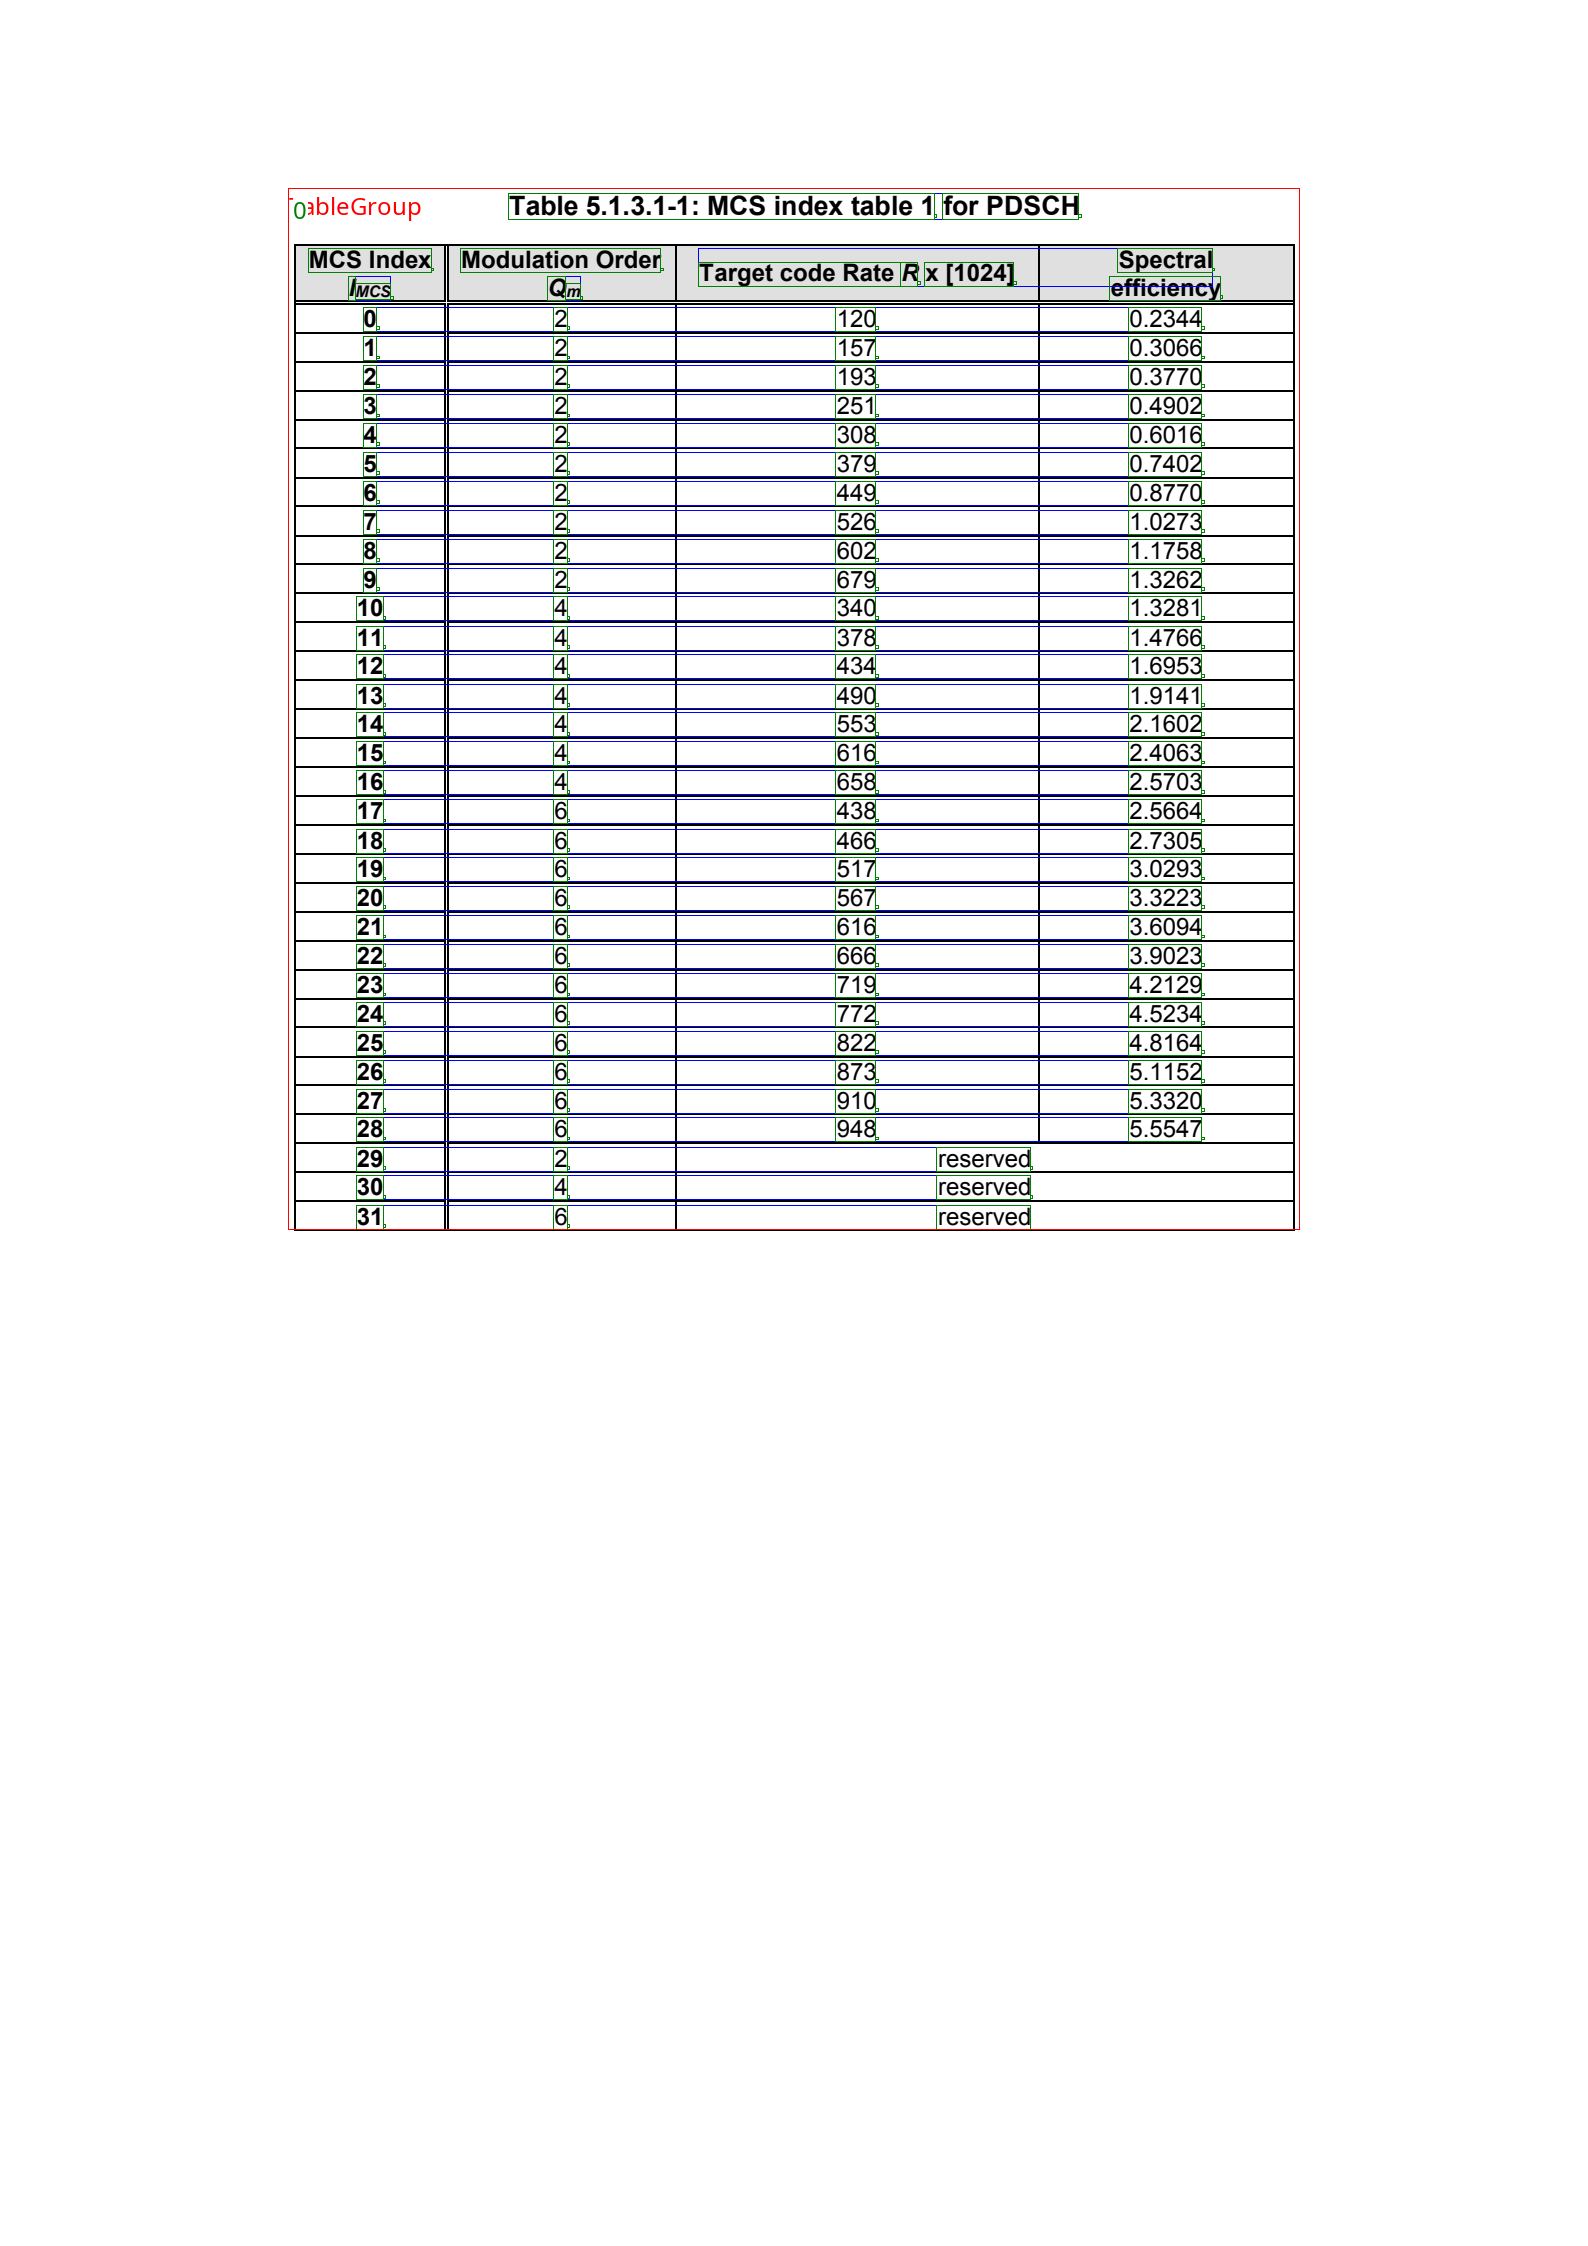 TableGroup
0
Table 5.1.3.1-1: MCS index table 1 for PDSCH
MCS Index Modulation Order Target code Rate R x [1024] Spectral
IMCS Qm efficiency
0 2 120 0.2344
1 2 157 0.3066
2 2 193 0.3770
3 2 251 0.4902
4 2 308 0.6016
5 2 379 0.7402
6 2 449 0.8770
7 2 526 1.0273
8 2 602 1.1758
9 2 679 1.3262
10 4 340 1.3281
11 4 378 1.4766
12 4 434 1.6953
13 4 490 1.9141
14 4 553 2.1602
15 4 616 2.4063
16 4 658 2.5703
17 6 438 2.5664
18 6 466 2.7305
19 6 517 3.0293
20 6 567 3.3223
21 6 616 3.6094
22 6 666 3.9023
23 6 719 4.2129
24 6 772 4.5234
25 6 822 4.8164
26 6 873 5.1152
27 6 910 5.3320
28 6 948 5.5547
29 2 reserved
30 4 reserved
31 6 reserved